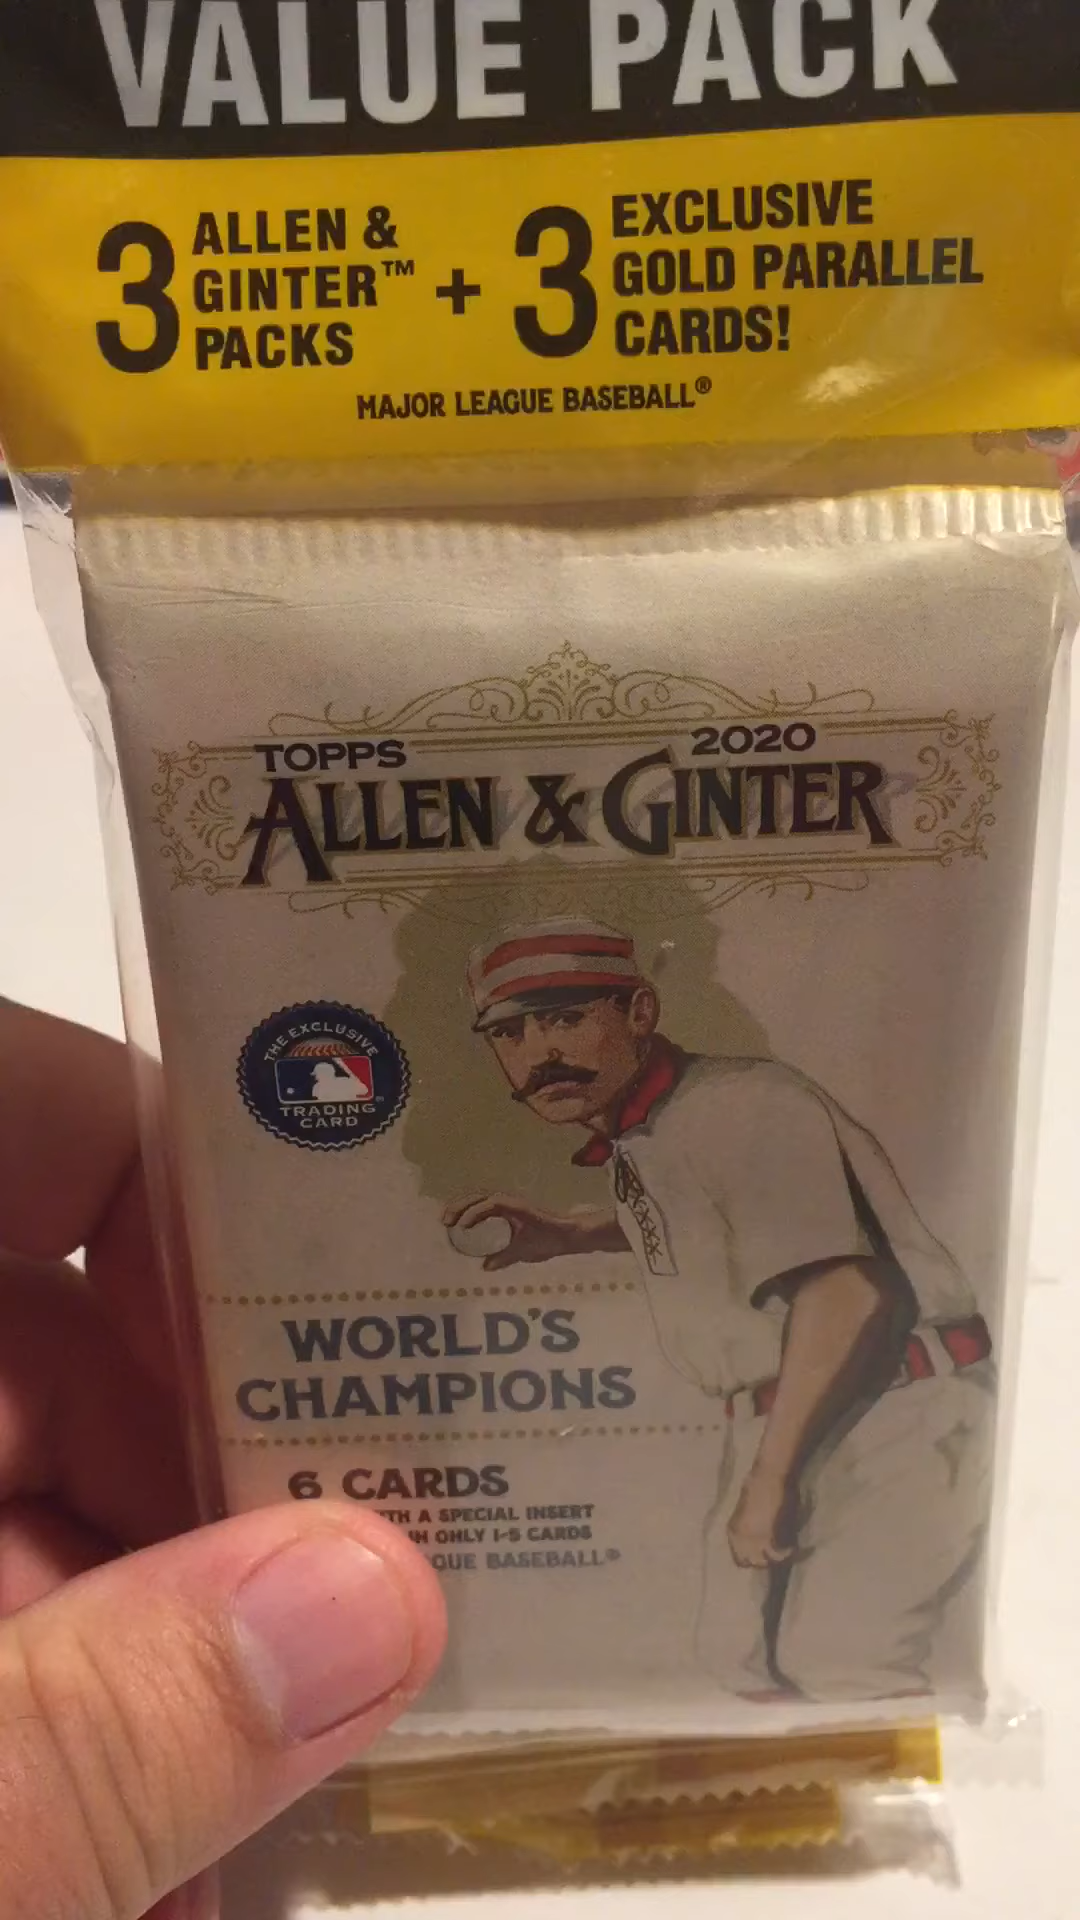 VALUE PACK
3 ALLEN & GINTER™ PACKS + 3 EXCLUSIVE GOLD PARALLEL CARDS!
MAJOR LEAGUE BASEBALL®
TOPPS 2020
ALLEN & GINTER
THE EXCLUSIVE
TRADING
CARD
WORLD'S
CHAMPIONS
6 CARDS
A SPECIAL INSERT
IN ONLY 1-5 CARDS
BASEBALL®